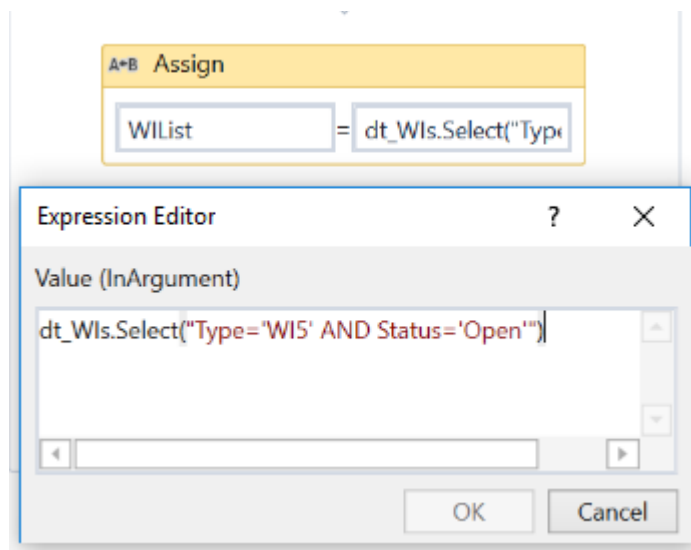 A+B Assign
WIList = dt_WIs.Select("Type
Expression Editor ? X
Value (InArgument)
dt_WIs.Select("Type='WI5' AND Status='Open'")
OK Cancel